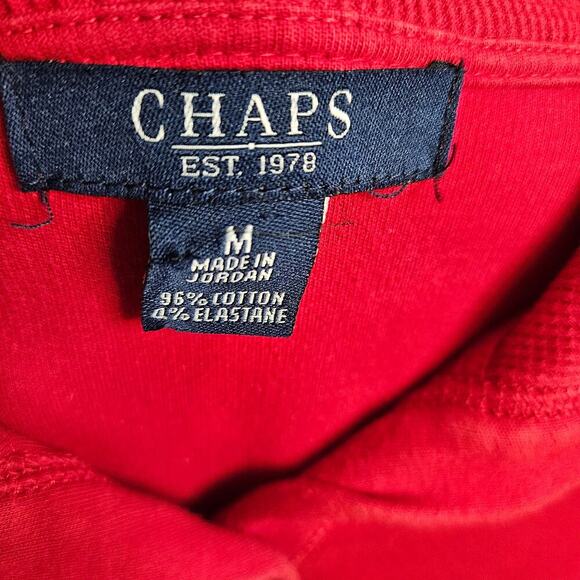 CHAPS
EST. 1978
M
MADE IN
JORDAN
96% COTTON
4% ELASTANE